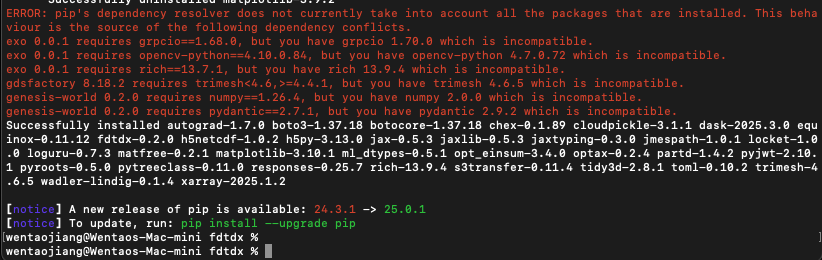 Successfully uninstalled matplotlib-3.9.2
ERROR: pip's dependency resolver does not currently take into account all the packages that are installed. This beha
viour is the source of the following dependency conflicts.
exo 0.0.1 requires grpcio==1.68.0, but you have grpcio 1.70.0 which is incompatible.
exo 0.0.1 requires opencv-python==4.10.0.84, but you have opencv-python 4.7.0.72 which is incompatible.
exo 0.0.1 requires rich==13.7.1, but you have rich 13.9.4 which is incompatible.
gdsfactory 8.18.2 requires trimesh<4.6,>=4.4.1, but you have trimesh 4.6.5 which is incompatible.
genesis-world 0.2.0 requires numpy==1.26.4, but you have numpy 2.0.0 which is incompatible.
genesis-world 0.2.0 requires pydantic==2.7.1, but you have pydantic 2.9.2 which is incompatible.
Successfully installed autograd-1.7.0 boto3-1.37.18 botocore-1.37.18 chex-0.1.89 cloudpickle-3.1.1 dask-2025.3.0 equ
inox-0.11.12 fdtdx-0.2.0 h5netcdf-1.0.2 h5py-3.13.0 jax-0.5.3 jaxlib-0.5.3 jaxtyping-0.3.0 jmespath-1.0.1 locket-1.0
.0 loguru-0.7.3 matfree-0.2.1 matplotlib-3.10.1 ml_dtypes-0.5.1 opt_einsum-3.4.0 optax-0.2.4 partd-1.4.2 pyjwt-2.10.
1 pyroots-0.5.0 pytreeclass-0.11.0 responses-0.25.7 rich-13.9.4 s3transfer-0.11.4 tidy3d-2.8.1 toml-0.10.2 trimesh-4
.6.5 wadler-lindig-0.1.4 xarray-2025.1.2
[notice] A new release of pip is available: 24.3.1 -> 25.0.1
[notice] To update, run: pip install --upgrade pip
[wentaojiang@Wentaos-Mac-mini fdtdx %
wentaojiang@Wentaos-Mac-mini fdtdx %